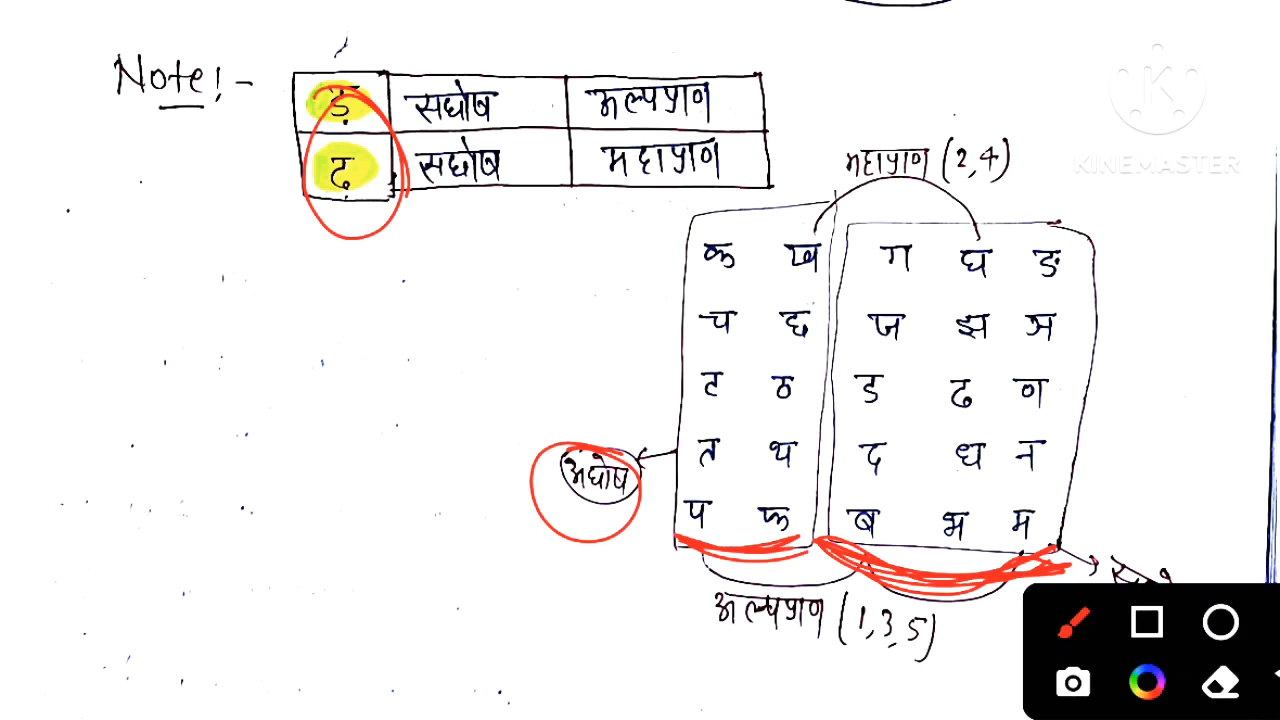 Note:-
ड़ सघोष अल्पप्राण
ढ़ सघोष महाप्राण
KINEMASTER
महाप्राण (2,4)
क ख ग घ ङ
च छ ज झ ञ
ट ठ ड ढ ण
त थ द ध न
अघोष
प फ ब भ म
अल्पप्राण (1,3,5)